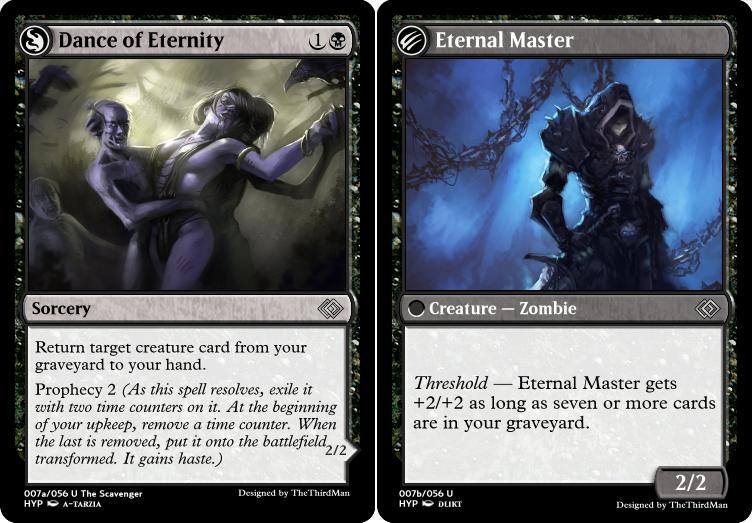 Dance of Eternity 1
Sorcery
Return target creature card from your
graveyard to your hand.
Prophecy 2 (As this spell resolves, exile it
with two time counters on it. At the beginning
of your upkeep, remove a time counter. When
the last is removed, put it onto the battlefield
transformed. It gains haste.)
2/2
007a/056 U The Scavenger
HYP A-TARZIA
Designed by TheThirdMan
Eternal Master
Creature — Zombie
Threshold — Eternal Master gets
+2/+2 as long as seven or more cards
are in your graveyard.
2/2
007b/056 U
HYP DLIKT
Designed by TheThirdMan